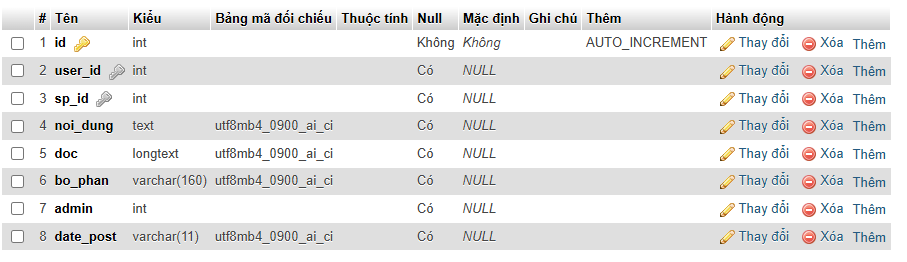 # Tên Kiểu Bảng mã đối chiếu Thuộc tính Null Mặc định Ghi chú Thêm Hành động
1 id int Không Không AUTO_INCREMENT Thay đổi Xóa Thêm
2 user_id int Có NULL Thay đổi Xóa Thêm
3 sp_id int Có NULL Thay đổi Xóa Thêm
4 noi_dung text utf8mb4_0900_ai_ci Có NULL Thay đổi Xóa Thêm
5 doc longtext utf8mb4_0900_ai_ci Có NULL Thay đổi Xóa Thêm
6 bo_phan varchar(160) utf8mb4_0900_ai_ci Có NULL Thay đổi Xóa Thêm
7 admin int Có NULL Thay đổi Xóa Thêm
8 date_post varchar(11) utf8mb4_0900_ai_ci Có NULL Thay đổi Xóa Thêm